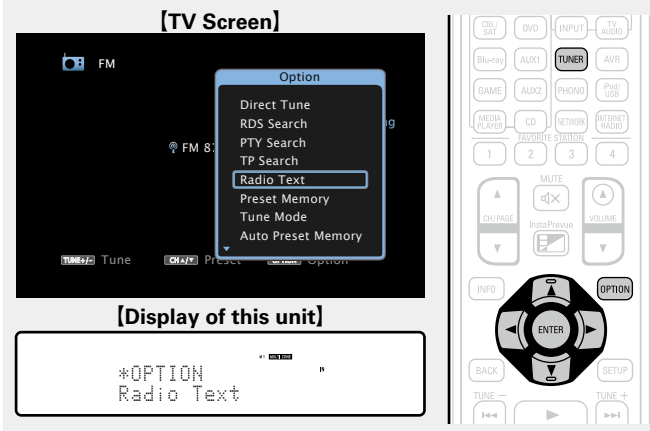 【TV Screen】
FM
Option
Direct Tune
RDS Search
PTY Search
TP Search
Radio Text
Preset Memory
Tune Mode
Auto Preset Memory
FM 87
TUNE+/- Tune CH Preset OPTION Option
【Display of this unit】
MULTI ZONE
*OPTION
Radio Text
CBL/SAT DVD INPUT TV AUDIO
Blu-ray AUX1 TUNER AVR
GAME AUX2 PHONO iPod/USB
MEDIA PLAYER CD NETWORK INTERNET RADIO
FAVORITE STATION
1 2 3 4
MUTE
CH/PAGE InstaPrevue VOLUME
INFO OPTION
ENTER
BACK SETUP
TUNE – TUNE +